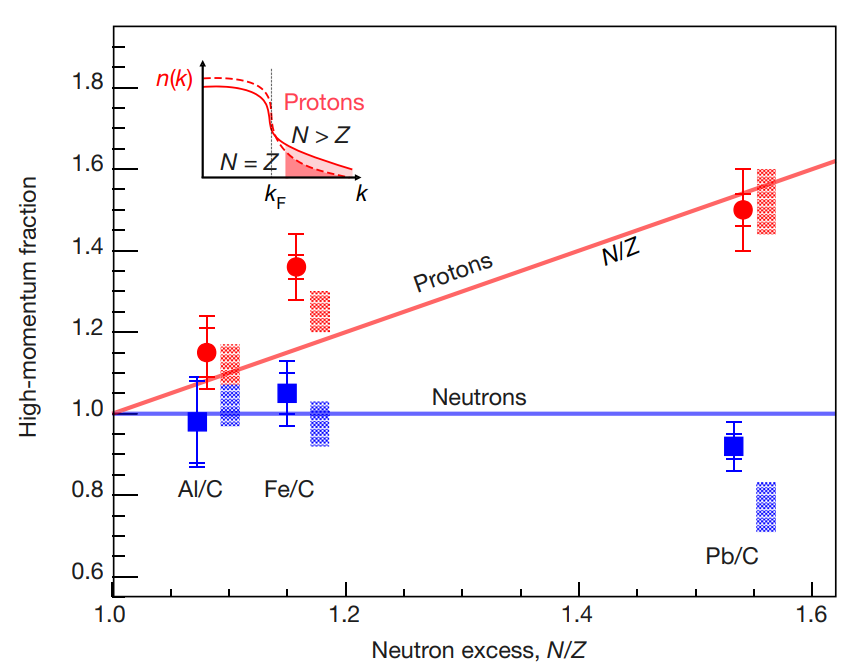 High-momentum fraction
1.8
1.6
1.4
1.2
1.0
0.8
0.6
n(k)
Protons
N > Z
N = Z
kF
k
Protons
N/Z
Neutrons
Al/C
Fe/C
Pb/C
1.0
1.2
1.4
1.6
Neutron excess, N/Z